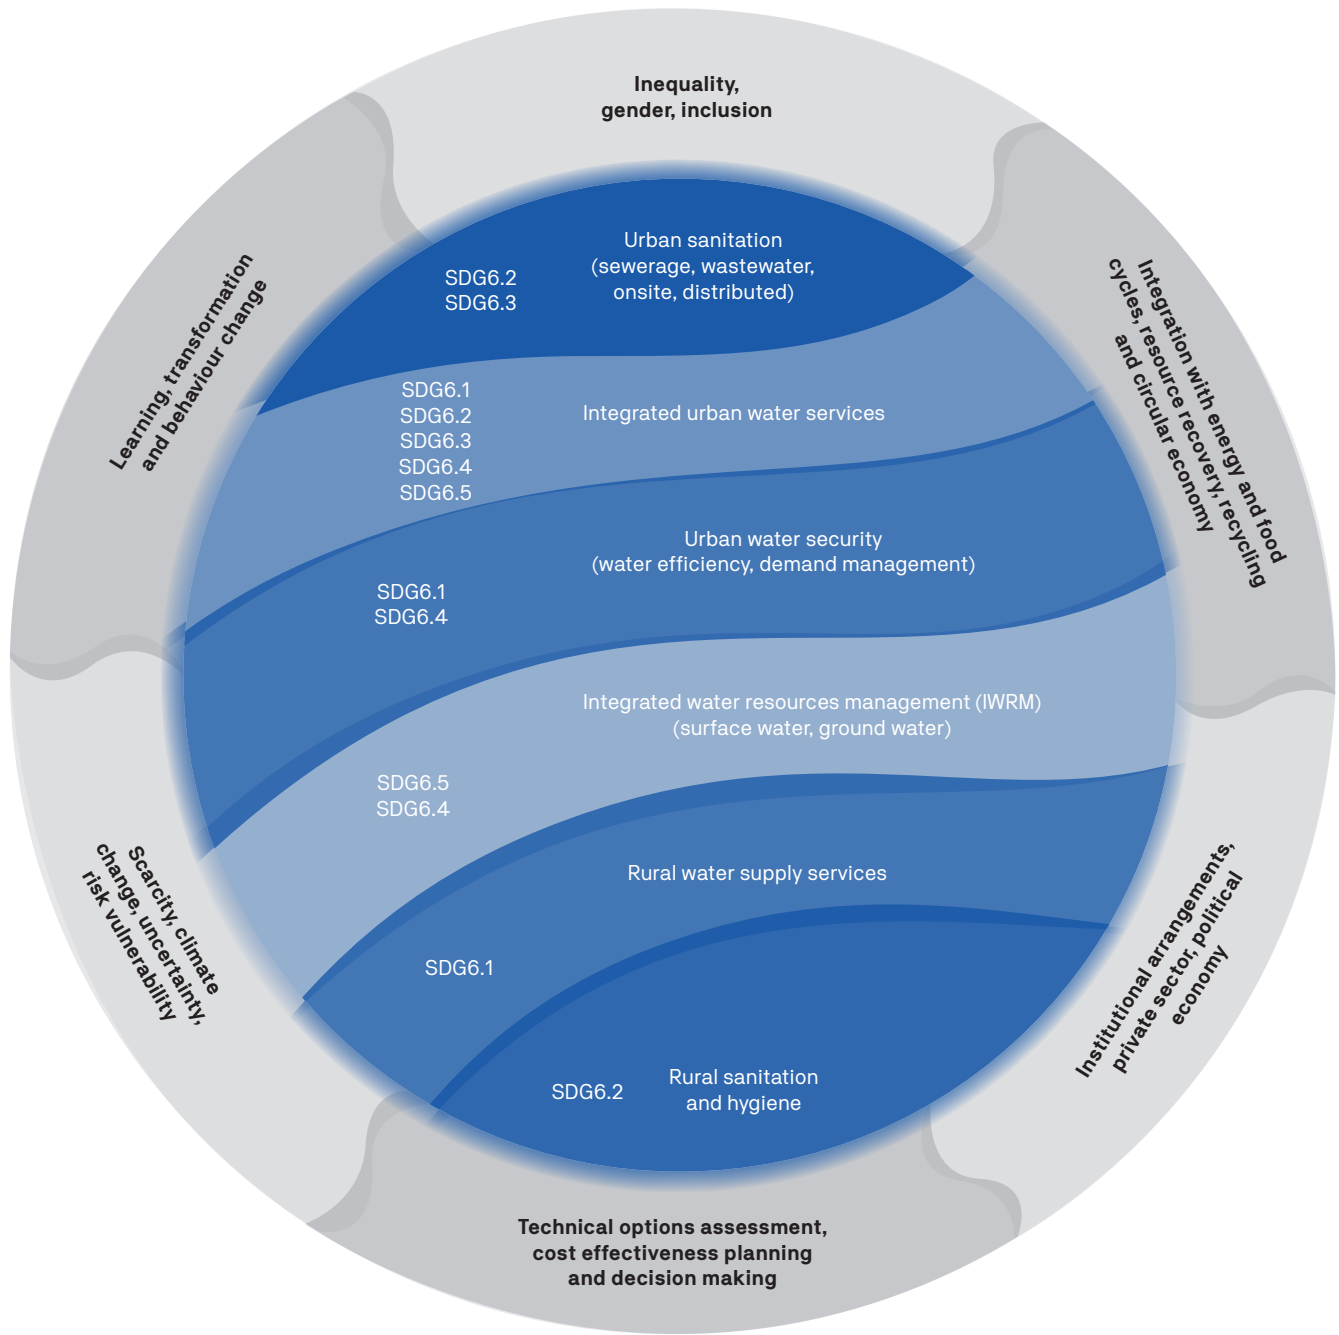 Inequality,
gender, inclusion
Learning, transformation
and behaviour change
Integration with energy and food
cycles, resource recovery, recycling
and circular economy
SDG6.2
SDG6.3
Urban sanitation
(sewerage, wastewater,
onsite, distributed)
SDG6.1
SDG6.2
SDG6.3
SDG6.4
SDG6.5
Integrated urban water services
SDG6.1
SDG6.4
Urban water security
(water efficiency, demand management)
SDG6.5
SDG6.4
Integrated water resources management (IWRM)
(surface water, ground water)
SDG6.1
Rural water supply services
SDG6.2
Rural sanitation
and hygiene
Scarcity, climate
change, uncertainty,
risk vulnerability
Institutional arrangements,
private sector, political
economy
Technical options assessment,
cost effectiveness planning
and decision making